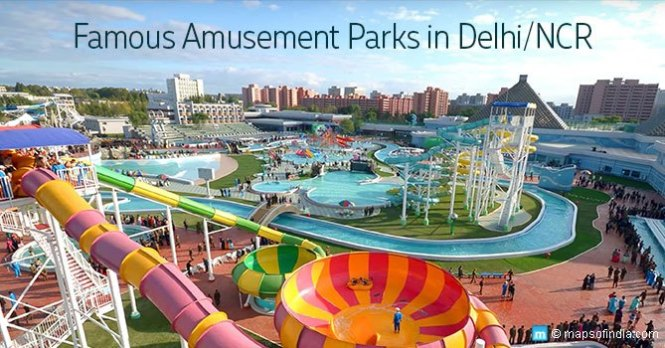 Famous Amusement Parks in Delhi/NCR
m © mapsofindia.com